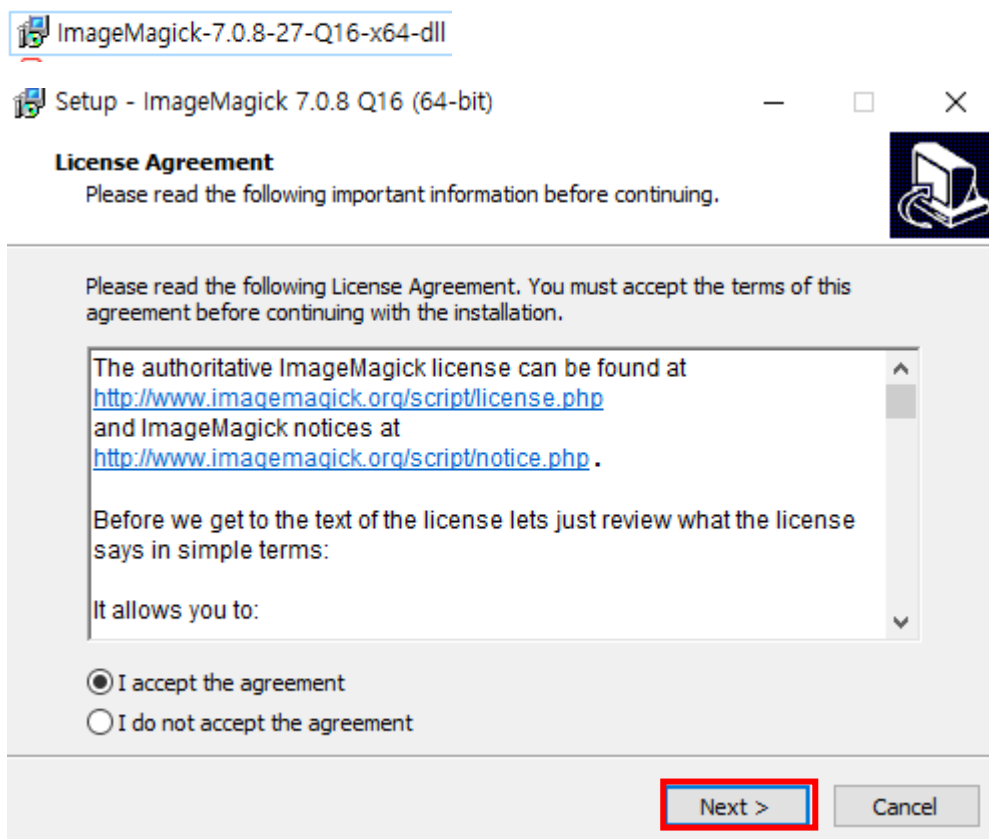 ImageMagick-7.0.8-27-Q16-x64-dll
Setup - ImageMagick 7.0.8 Q16 (64-bit)
License Agreement
Please read the following important information before continuing.
Please read the following License Agreement. You must accept the terms of this
agreement before continuing with the installation.
The authoritative ImageMagick license can be found at
http://www.imagemagick.org/script/license.php
and ImageMagick notices at
http://www.imagemagick.org/script/notice.php .
Before we get to the text of the license lets just review what the license
says in simple terms:
It allows you to:
I accept the agreement
I do not accept the agreement
Next >
Cancel